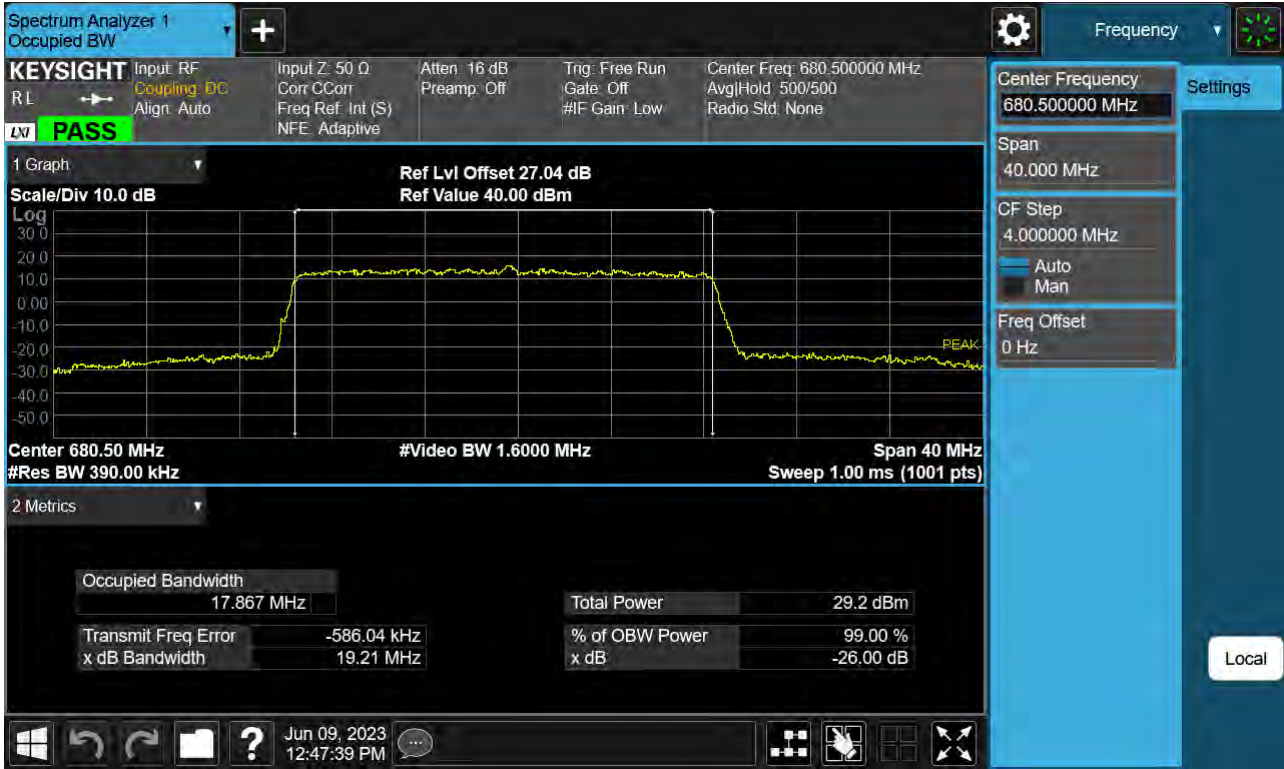 Spectrum Analyzer 1
Occupied BW
+
Frequency
KEYSIGHT
RL
LXI PASS
Input: RF
Coupling: DC
Align: Auto
Input Z: 50 Ω
Corr CCorr
Freq Ref: Int (S)
NFE: Adaptive
Atten: 16 dB
Preamp: Off
Trig: Free Run
Gate: Off
#IF Gain: Low
Center Freq: 680.500000 MHz
Avg|Hold: 500/500
Radio Std: None
Center Frequency
680.500000 MHz
Settings
Span
40.000 MHz
CF Step
4.000000 MHz
Auto
Man
Freq Offset
0 Hz
1 Graph
Scale/Div 10.0 dB
Ref Lvl Offset 27.04 dB
Ref Value 40.00 dBm
Log
30.0
20.0
10.0
0.00
-10.0
-20.0
-30.0
-40.0
-50.0
PEAK
Center 680.50 MHz
#Video BW 1.6000 MHz
Span 40 MHz
#Res BW 390.00 kHz
Sweep 1.00 ms (1001 pts)
2 Metrics
Occupied Bandwidth
17.867 MHz
Total Power 29.2 dBm
Transmit Freq Error -586.04 kHz
% of OBW Power 99.00 %
x dB Bandwidth 19.21 MHz
x dB -26.00 dB
Local
?
Jun 09, 2023
12:47:39 PM